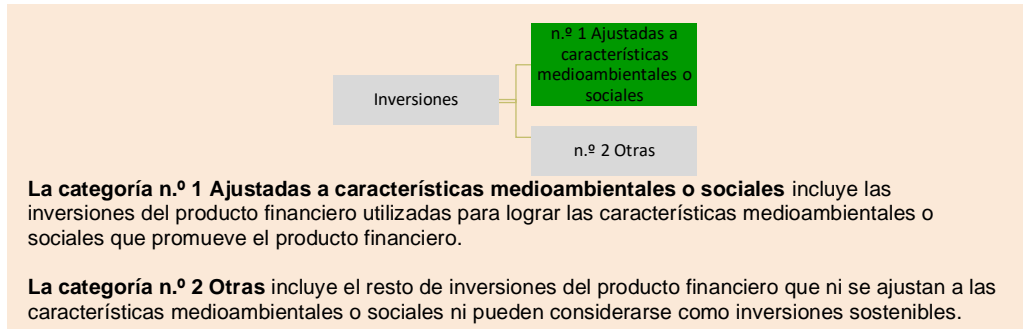 n.º 1 Ajustadas a
características
medioambientales o
sociales
Inversiones
n.º 2 Otras
La categoría n.º 1 Ajustadas a características medioambientales o sociales incluye las
inversiones del producto financiero utilizadas para lograr las características medioambientales o
sociales que promueve el producto financiero.
La categoría n.º 2 Otras incluye el resto de inversiones del producto financiero que ni se ajustan a las
características medioambientales o sociales ni pueden considerarse como inversiones sostenibles.